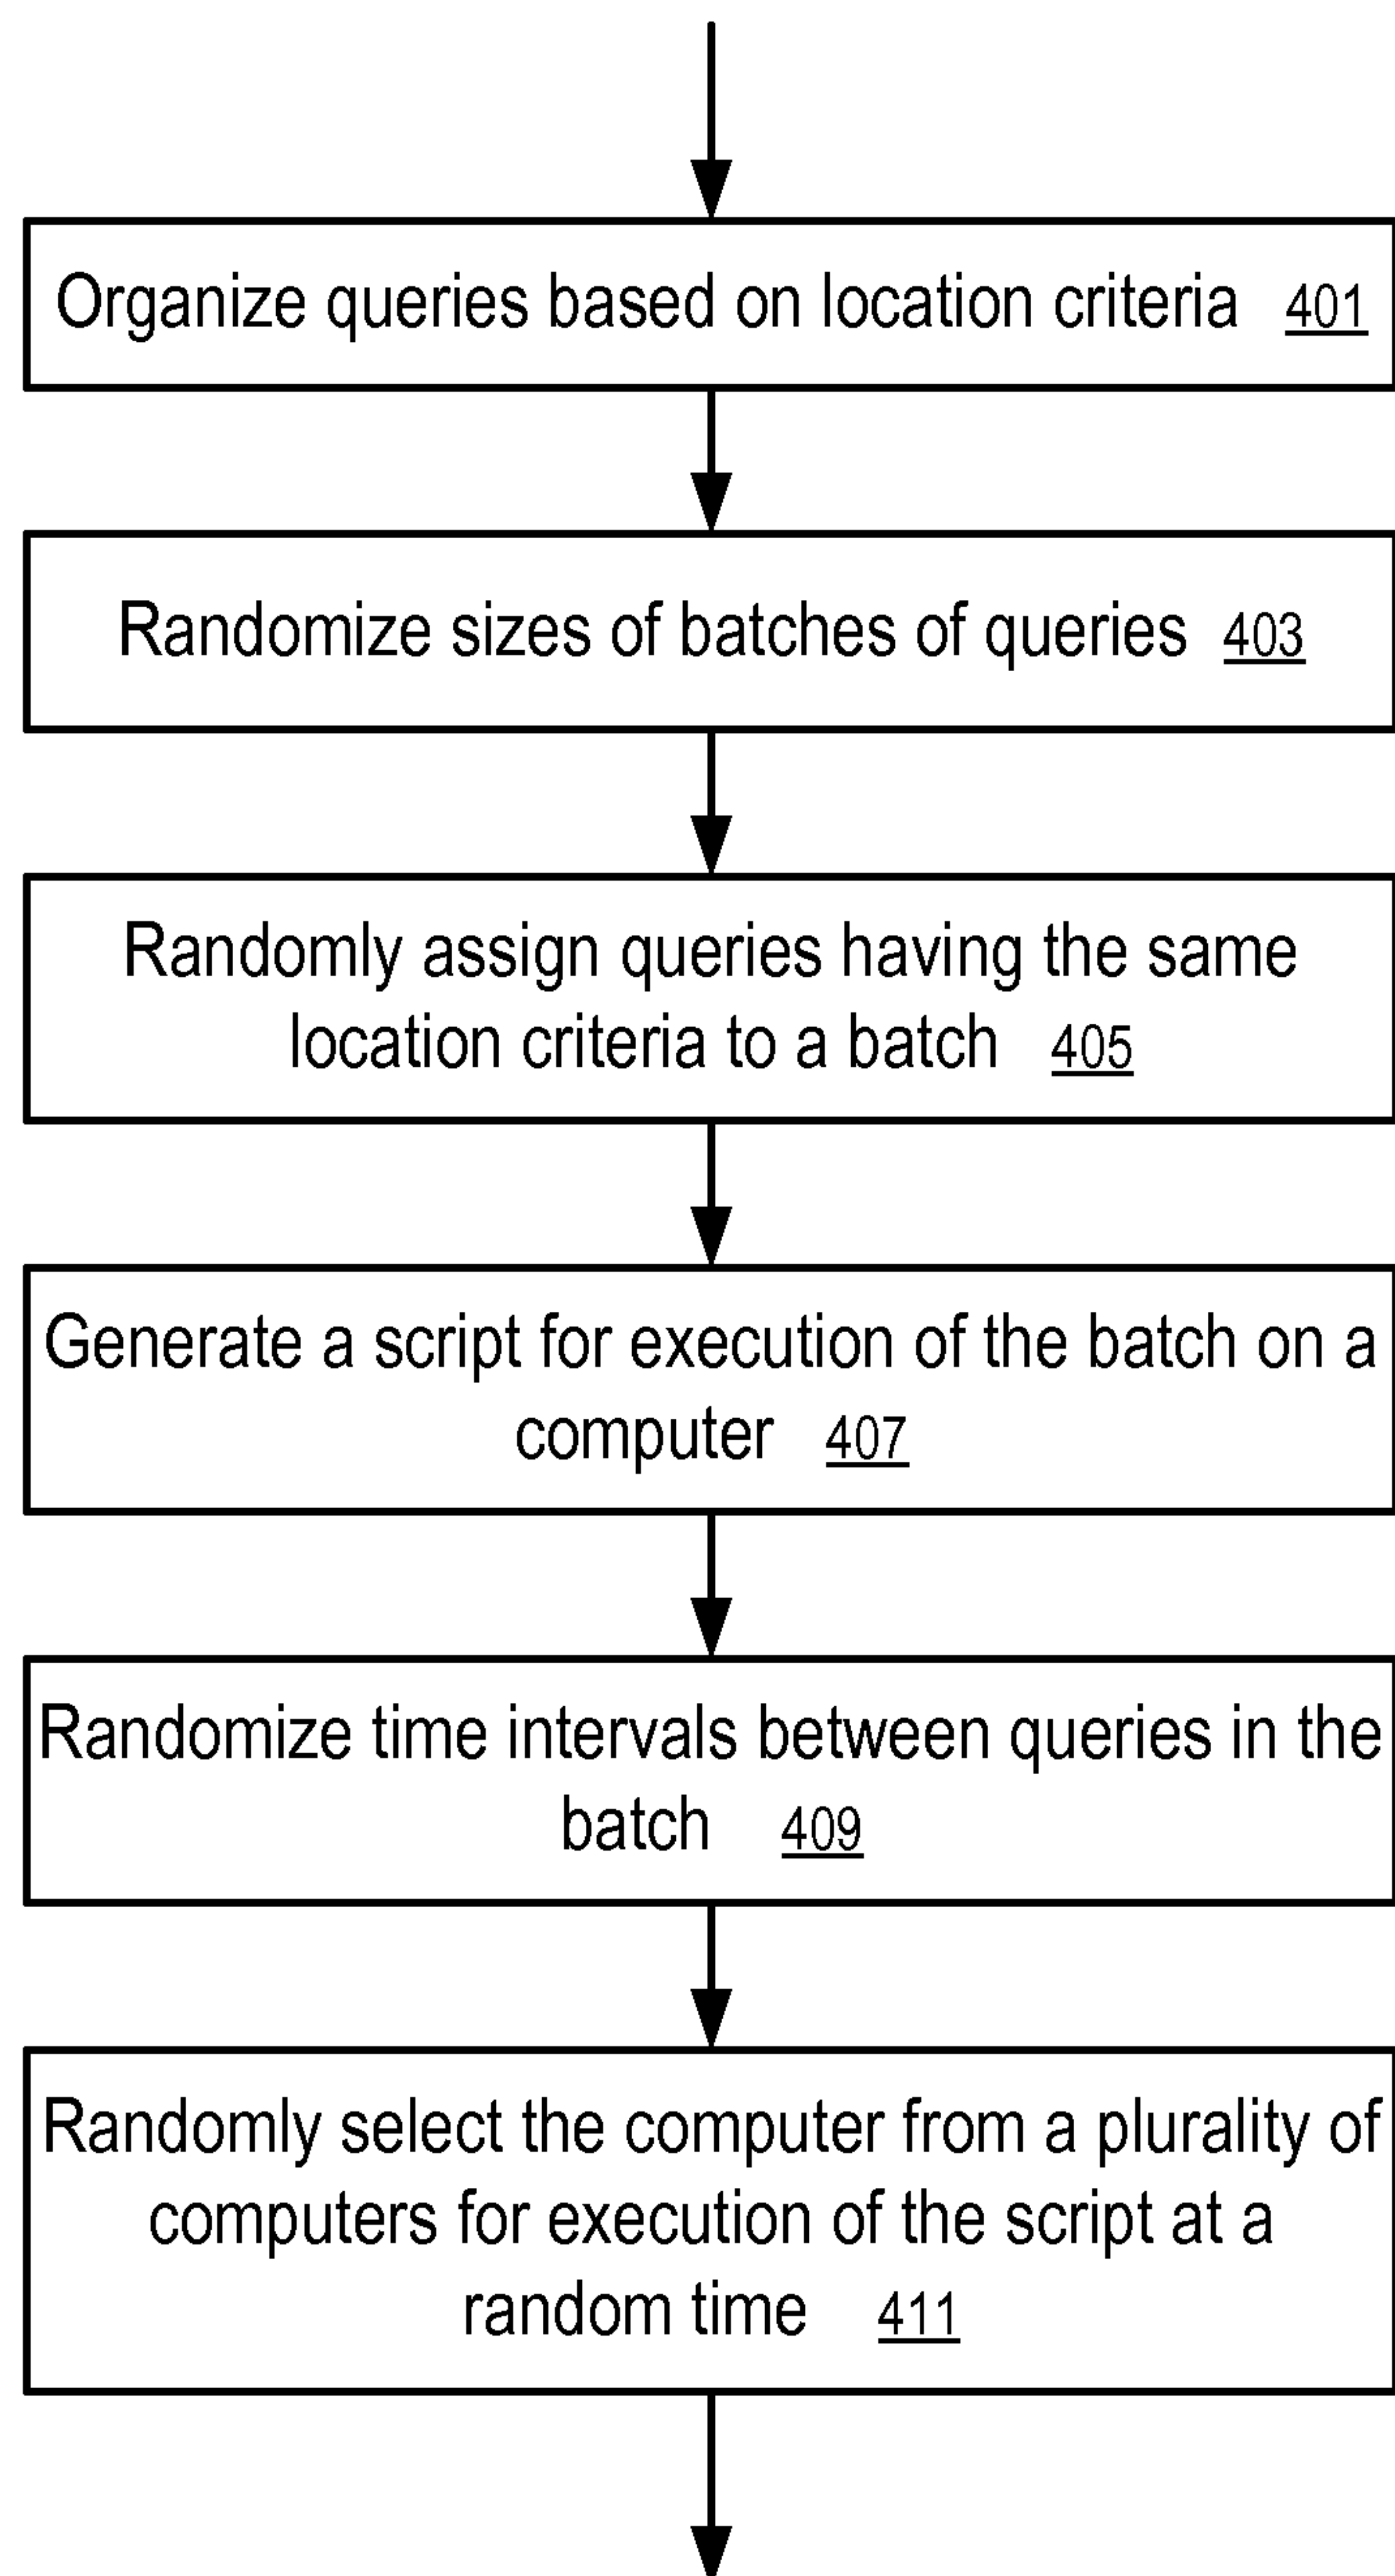 Organize queries based on location criteria 401
Randomize sizes of batches of queries 403
Randomly assign queries having the same
location criteria to a batch 405
Generate a script for execution of the batch on a
computer 407
Randomize time intervals between queries in the
batch 409
Randomly select the computer from a plurality of
computers for execution of the script at a
random time 411